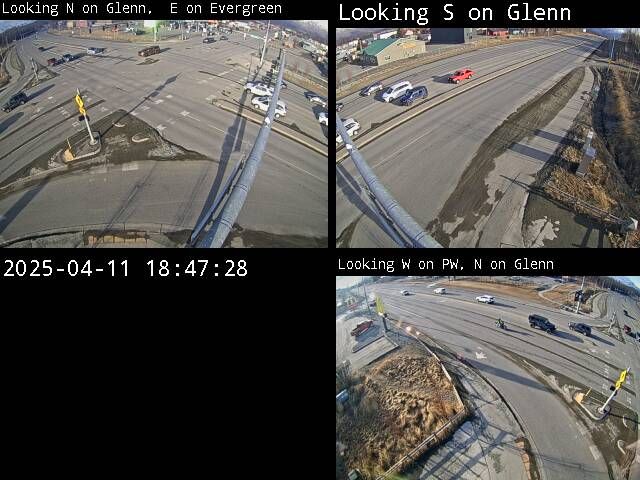 Looking N on Glenn,  E on Evergreen
Looking S on Glenn
2025-04-11 18:47:28
Looking W on PW, N on Glenn